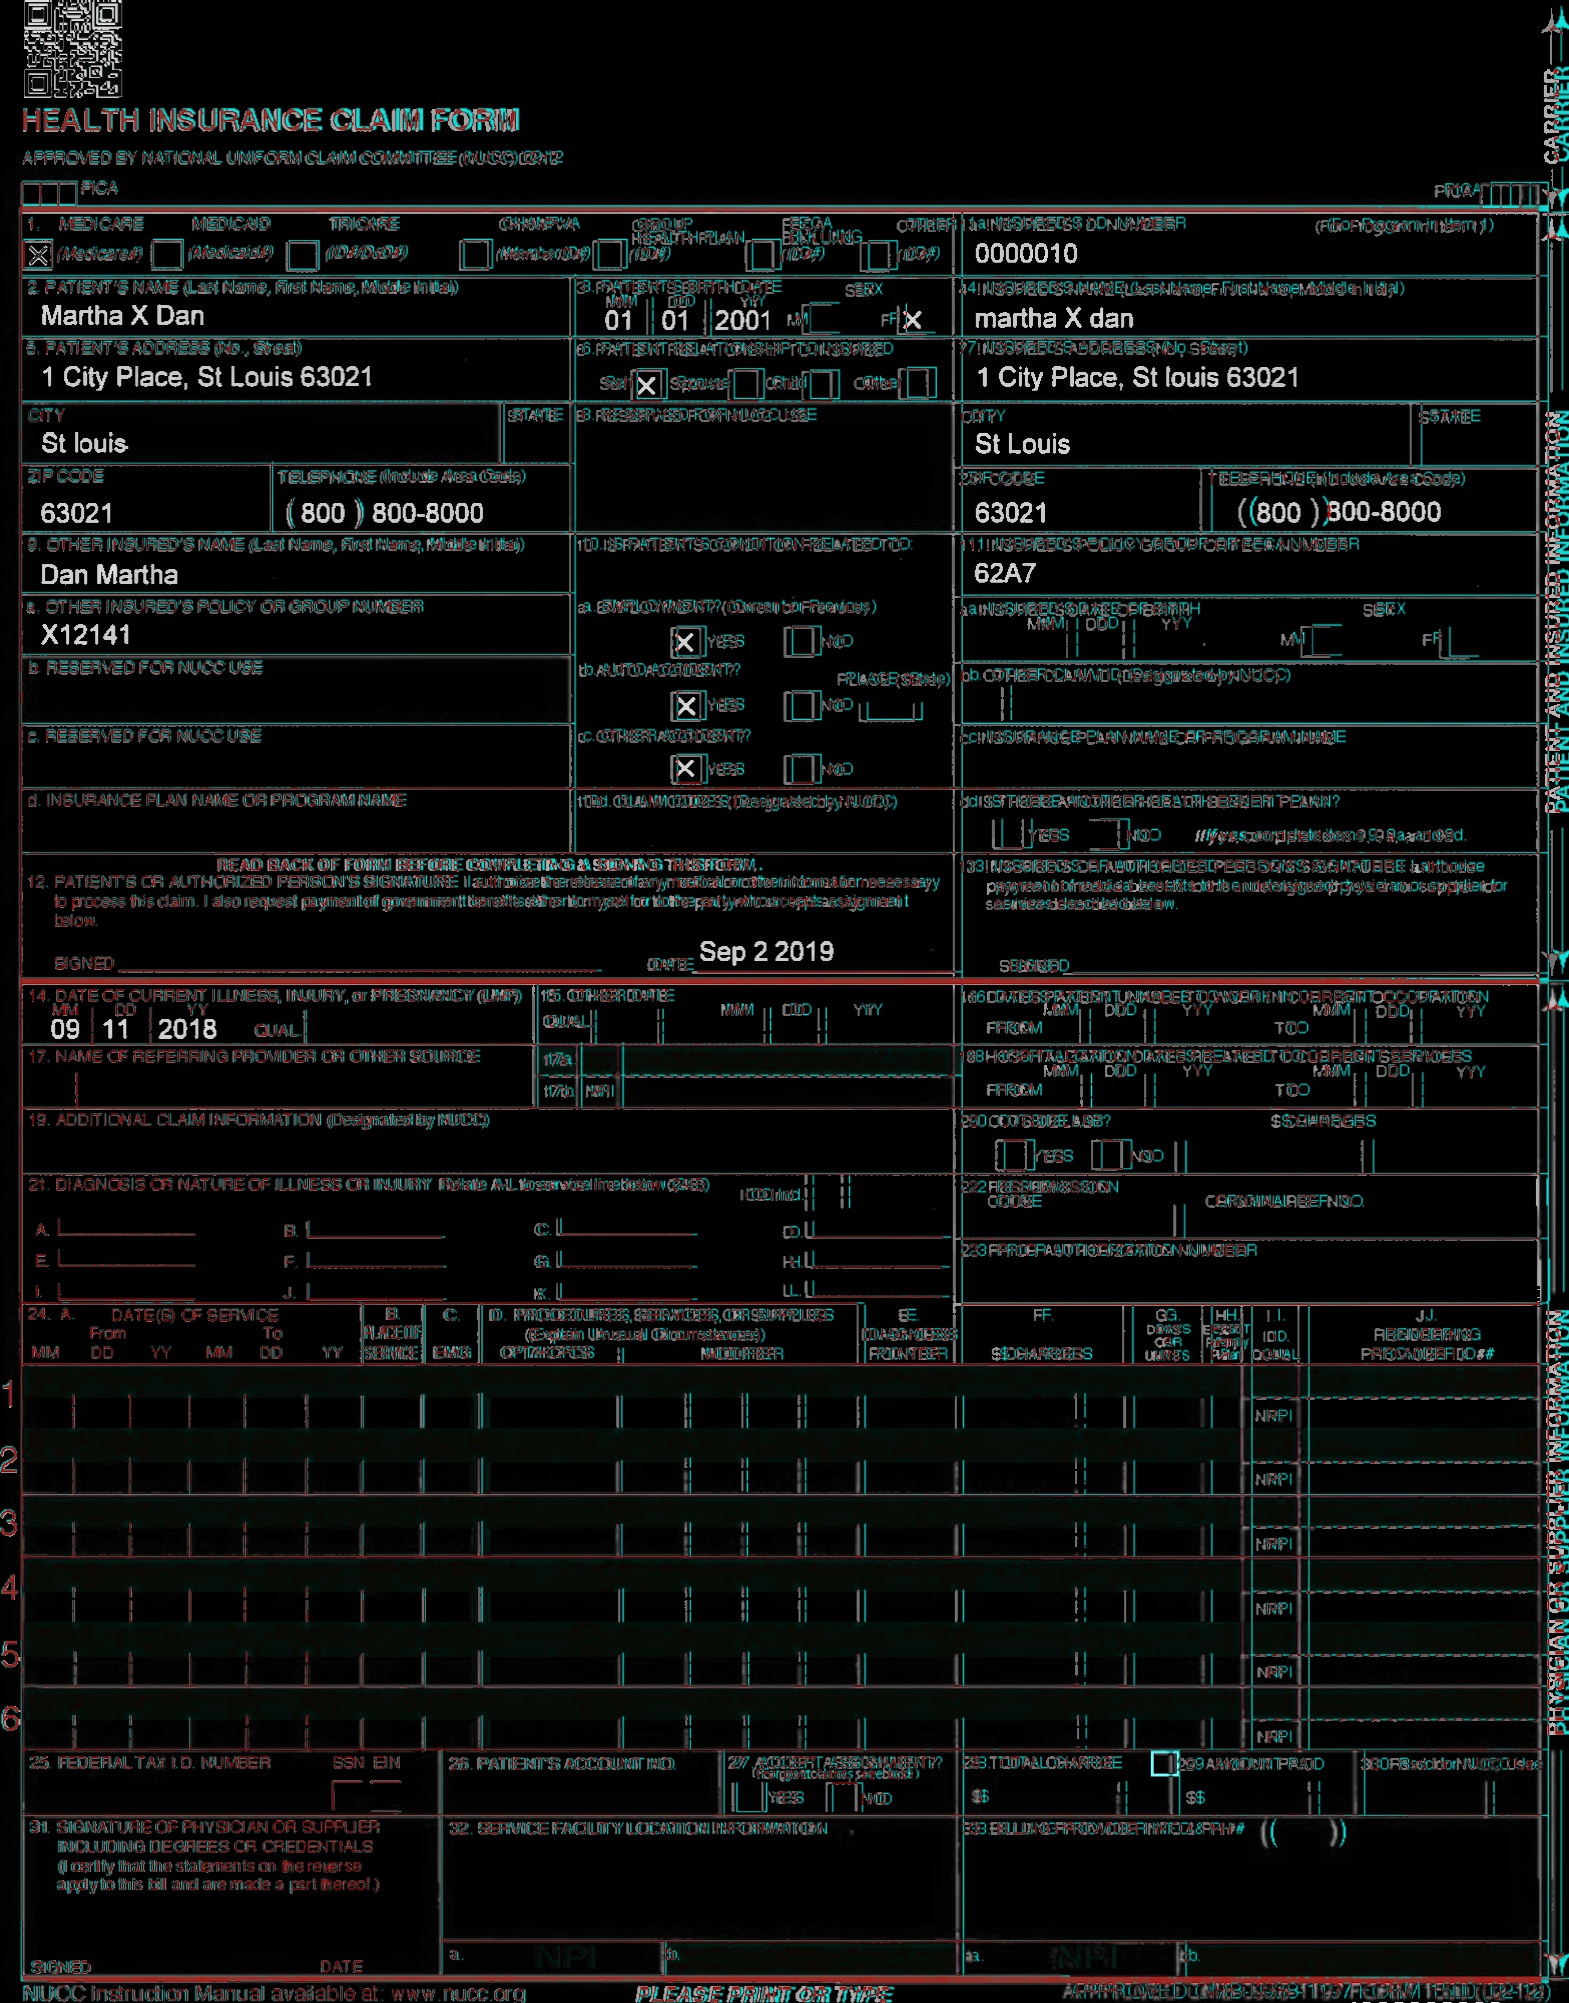 HEALTH INSURANCE CLAIM FORM
APPROVED BY NATIONAL UNIFORM CLAIM COMMITTEE (NUCC) 02/12
PICA
PICA
CARRIER
1. MEDICARE MEDICAID TRICARE CHAMPVA GROUP HEALTH PLAN FECA BLK LUNG OTHER
(Medicare#) (Medicaid#) (ID#/DoD#) (Member ID#) (ID#) (ID#) (ID#)
1a. INSURED'S I.D. NUMBER (For Program in Item 1)
0000010
2. PATIENT'S NAME (Last Name, First Name, Middle Initial)
Martha X Dan
3. PATIENT'S BIRTH DATE SEX
MM DD YY
01 01 2001 M F X
4. INSURED'S NAME (Last Name, First Name, Middle Initial)
martha X dan
5. PATIENT'S ADDRESS (No., Street)
1 City Place, St Louis 63021
6. PATIENT RELATIONSHIP TO INSURED
Self X Spouse Child Other
7. INSURED'S ADDRESS (No., Street)
1 City Place, St louis 63021
CITY STATE
St louis
8. RESERVED FOR NUCC USE
CITY STATE
St Louis
ZIP CODE TELEPHONE (Include Area Code)
63021 ( 800 ) 800-8000
ZIP CODE TELEPHONE (Include Area Code)
63021 (800 ) 800-8000
9. OTHER INSURED'S NAME (Last Name, First Name, Middle Initial)
Dan Martha
10. IS PATIENT'S CONDITION RELATED TO:
11. INSURED'S POLICY GROUP OR FECA NUMBER
62A7
a. OTHER INSURED'S POLICY OR GROUP NUMBER
X12141
a. EMPLOYMENT? (Current or Previous)
X YES NO
a. INSURED'S DATE OF BIRTH SEX
MM DD YY M F
b. RESERVED FOR NUCC USE
b. AUTO ACCIDENT? PLACE (State)
X YES NO
b. OTHER CLAIM ID (Designated by NUCC)
c. RESERVED FOR NUCC USE
c. OTHER ACCIDENT?
X YES NO
c. INSURANCE PLAN NAME OR PROGRAM NAME
d. INSURANCE PLAN NAME OR PROGRAM NAME
10d. CLAIM CODES (Designated by NUCC)
d. IS THERE ANOTHER HEALTH BENEFIT PLAN?
YES NO If yes, complete items 9, 9a, and 9d.
READ BACK OF FORM BEFORE COMPLETING & SIGNING THIS FORM.
12. PATIENT'S OR AUTHORIZED PERSON'S SIGNATURE I authorize the release of any medical or other information necessary
to process this claim. I also request payment of government benefits either to myself or to the party who accepts assignment
below.
SIGNED DATE Sep 2 2019
13. INSURED'S OR AUTHORIZED PERSON'S SIGNATURE I authorize
payment of medical benefits to the undersigned physician or supplier for
services described below.
SIGNED
PATIENT AND INSURED INFORMATION
14. DATE OF CURRENT ILLNESS, INJURY, or PREGNANCY (LMP)
MM DD YY
09 11 2018 QUAL.
15. OTHER DATE
QUAL. MM DD YY
16. DATES PATIENT UNABLE TO WORK IN CURRENT OCCUPATION
MM DD YY MM DD YY
FROM TO
17. NAME OF REFERRING PROVIDER OR OTHER SOURCE
17a.
17b. NPI
18. HOSPITALIZATION DATES RELATED TO CURRENT SERVICES
MM DD YY MM DD YY
FROM TO
19. ADDITIONAL CLAIM INFORMATION (Designated by NUCC)
20. OUTSIDE LAB? $ CHARGES
YES NO
21. DIAGNOSIS OR NATURE OF ILLNESS OR INJURY Relate A-L to service line below (24E) ICD Ind.
A. B. C. D.
E. F. G. H.
I. J. K. L.
22. RESUBMISSION
CODE ORIGINAL REF. NO.
23. PRIOR AUTHORIZATION NUMBER
24. A. DATE(S) OF SERVICE
From To
MM DD YY MM DD YY
B. PLACE OF SERVICE
C. EMG
D. PROCEDURES, SERVICES, OR SUPPLIES
(Explain Unusual Circumstances)
CPT/HCPCS MODIFIER
E. DIAGNOSIS POINTER
F. $ CHARGES
G. DAYS OR UNITS
H. EPSDT Family Plan
I. ID. QUAL.
J. RENDERING PROVIDER ID. #
1 NPI
2 NPI
3 NPI
4 NPI
5 NPI
6 NPI
PHYSICIAN OR SUPPLIER INFORMATION
25. FEDERAL TAX I.D. NUMBER SSN EIN
26. PATIENT'S ACCOUNT NO.
27. ACCEPT ASSIGNMENT?
(For govt. claims, see back)
YES NO
28. TOTAL CHARGE
$
29. AMOUNT PAID
$
30. Rsvd for NUCC Use
31. SIGNATURE OF PHYSICIAN OR SUPPLIER
INCLUDING DEGREES OR CREDENTIALS
(I certify that the statements on the reverse
apply to this bill and are made a part thereof.)
SIGNED DATE
32. SERVICE FACILITY LOCATION INFORMATION
a. NPI b.
33. BILLING PROVIDER INFO & PH # ( )
a. NPI b.
NUCC Instruction Manual available at: www.nucc.org
PLEASE PRINT OR TYPE
APPROVED OMB-0938-1197 FORM 1500 (02-12)